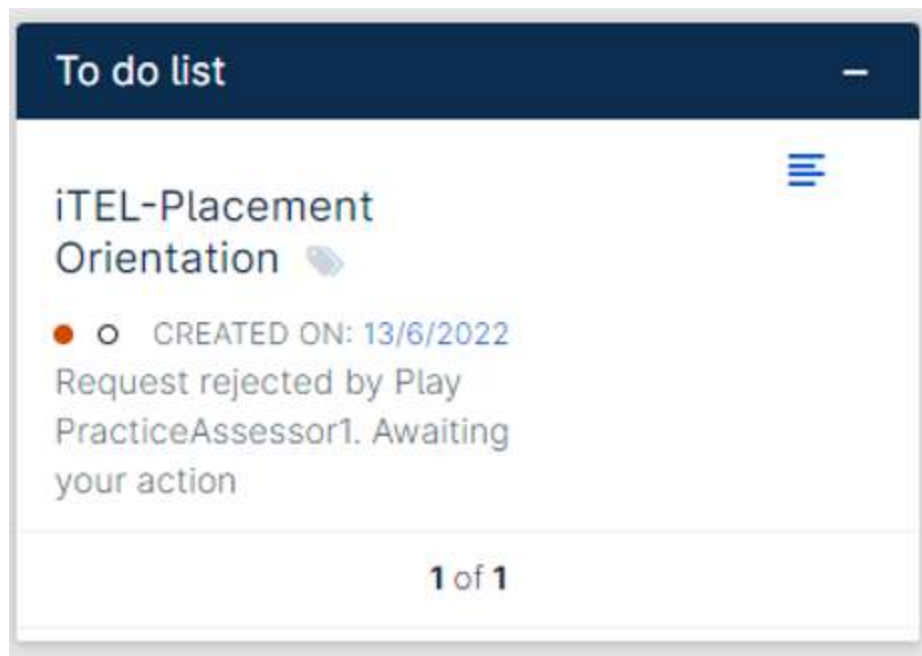 To do list
iTEL-Placement
Orientation
CREATED ON: 13/6/2022
Request rejected by Play
PracticeAssessor1. Awaiting
your action
1 of 1